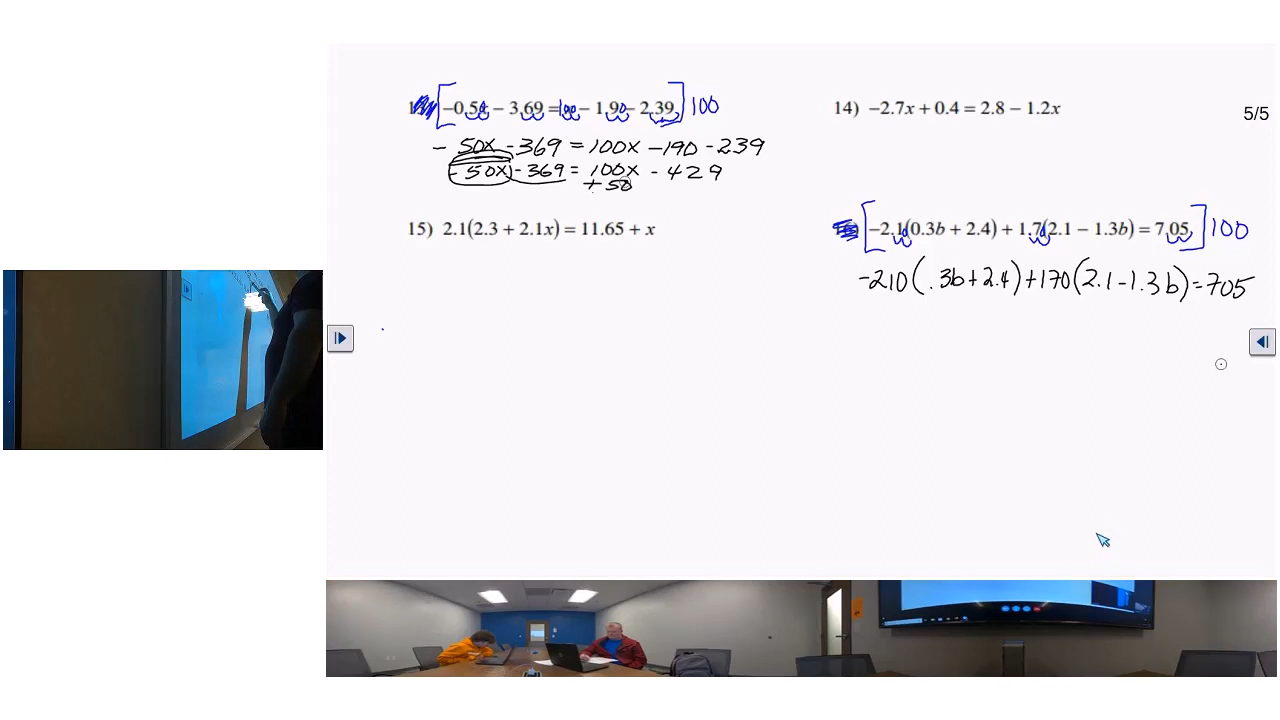 [−0.5x − 3.69 = x − 1.9 − 2.39] 100
- 50x - 369 = 100x - 190 - 239
- 50x - 369 = 100x - 429
+ 50
14) −2.7x + 0.4 = 2.8 − 1.2x
5/5
15) 2.1(2.3 + 2.1x) = 11.65 + x
[−2.1(0.3b + 2.4) + 1.7(2.1 − 1.3b) = 7.05] 100
-210(.3b+2.4)+170(2.1-1.3b)=705